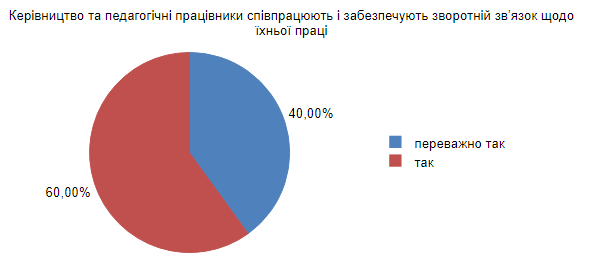 Керівництво та педагогічні працівники співпрацюють і забезпечують зворотній зв'язок щодо
їхньої праці
40,00%
переважно так
так
60,00%